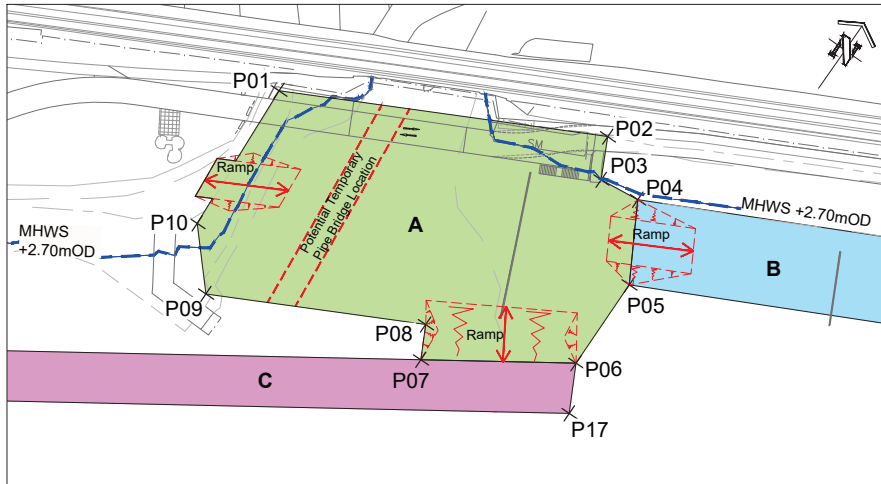 N
P01
P02
SM
P03
P04
Ramp
MHWS +2.70mOD
Potential Temporary
Pipe Bridge Location
P10
A
Ramp
MHWS
+2.70mOD
B
P05
P09
P08
Ramp
P07
P06
C
P17